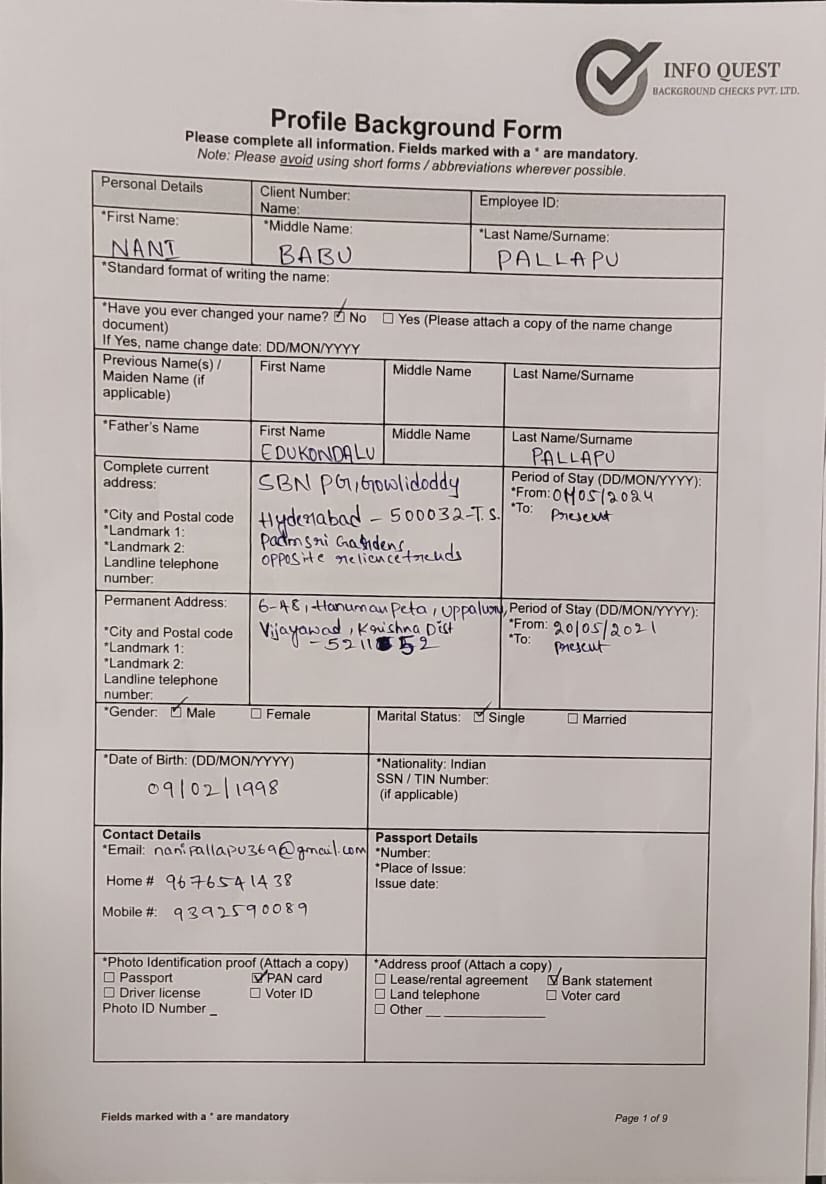 INFO QUEST
BACKGROUND CHECKS PVT. LTD.
Profile Background Form
Please complete all information. Fields marked with a * are mandatory.
Note: Please avoid using short forms / abbreviations wherever possible.
Personal Details
Client Number:
Name:
Employee ID:
*First Name:
*Middle Name:
*Last Name/Surname:
NANI
BABU
PALLAPU
*Standard format of writing the name:
*Have you ever changed your name? ☑ No ☐ Yes (Please attach a copy of the name change
document)
If Yes, name change date: DD/MON/YYYY
Previous Name(s) /
Maiden Name (if
applicable)
First Name
Middle Name
Last Name/Surname
*Father's Name
First Name
Middle Name
Last Name/Surname
EDUKONDALU
PALLAPU
Complete current
address:
*City and Postal code
*Landmark 1:
*Landmark 2:
Landline telephone
number:
SBN PG, Gowlidoddy
Hyderabad - 500032-T.S.
Padmsri Gardens
opposite reliencetrends
Period of Stay (DD/MON/YYYY):
*From: 04/05/2024
*To: Present
Permanent Address:
*City and Postal code
*Landmark 1:
*Landmark 2:
Landline telephone
number:
6-48, Hanuman Peta, Uppaluru,
Vijayawad, Krishna Dist
Period of Stay (DD/MON/YYYY):
*From: 20/05/2021
*To: present
*Gender: ☑ Male ☐ Female
Marital Status: ☑ Single ☐ Married
*Date of Birth: (DD/MON/YYYY)
09/02/1998
*Nationality: Indian
SSN / TIN Number:
(if applicable)
Contact Details
*Email: nanipallapu369@gmail.com
Home # 9676541438
Mobile #: 9392590089
Passport Details
*Number:
*Place of Issue:
Issue date:
*Photo Identification proof (Attach a copy)
☐ Passport ☑ PAN card
☐ Driver license ☐ Voter ID
Photo ID Number _
*Address proof (Attach a copy)
☐ Lease/rental agreement ☑ Bank statement
☐ Land telephone ☐ Voter card
☐ Other __ ______________
Fields marked with a * are mandatory
Page 1 of 9